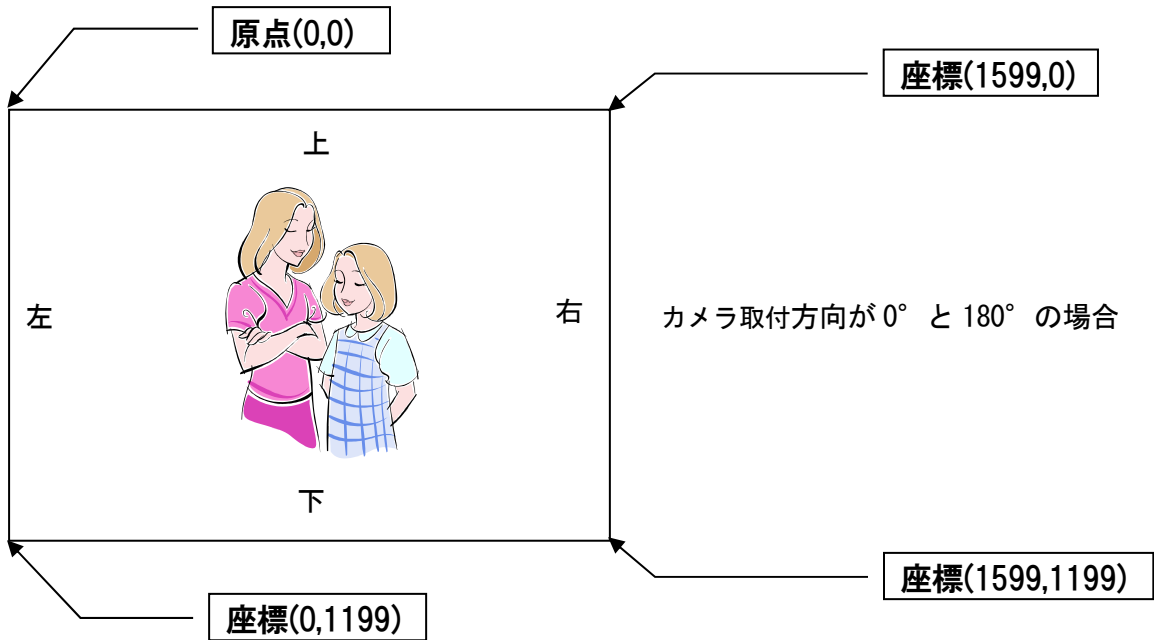 原点(0,0)
座標(1599,0)
上
左
右
カメラ取付方向が 0° と 180° の場合
下
座標(1599,1199)
座標(0,1199)